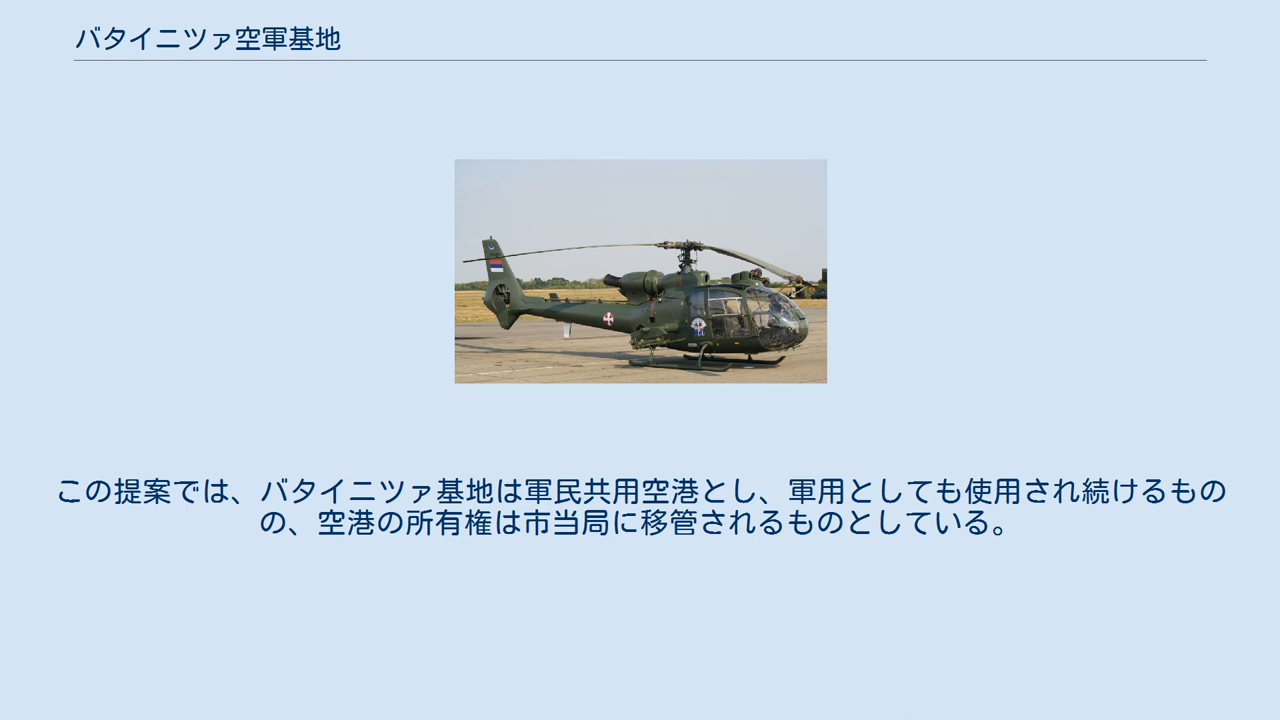 バタイニツァ空軍基地
この提案では、バタイニツァ基地は軍民共用空港とし、軍用としても使用され続けるもの
の、空港の所有権は市当局に移管されるものとしている。